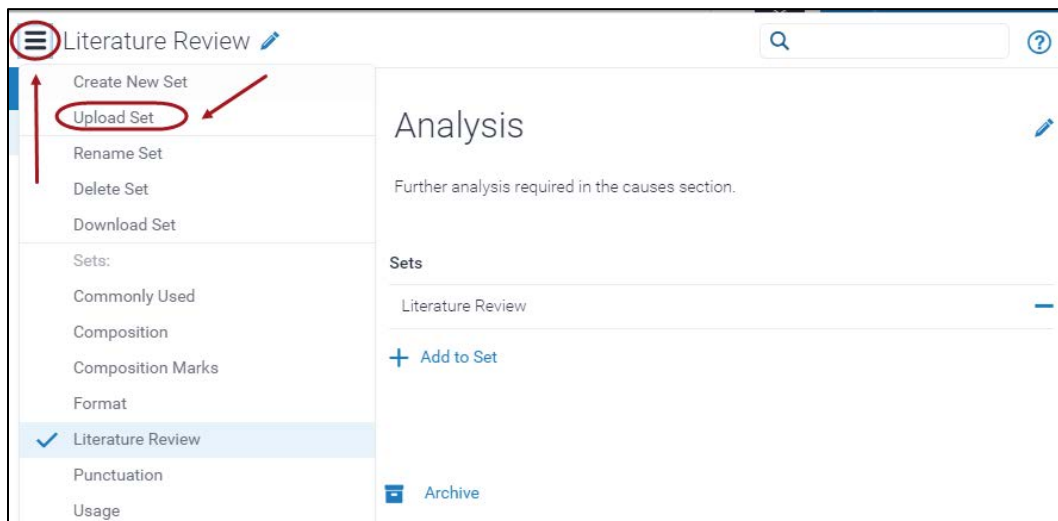 Literature Review
Create New Set
Upload Set
Rename Set
Delete Set
Download Set
Sets:
Commonly Used
Composition
Composition Marks
Format
Literature Review
Punctuation
Usage
?
Analysis
Further analysis required in the causes section.
Sets
Literature Review
Add to Set
Archive